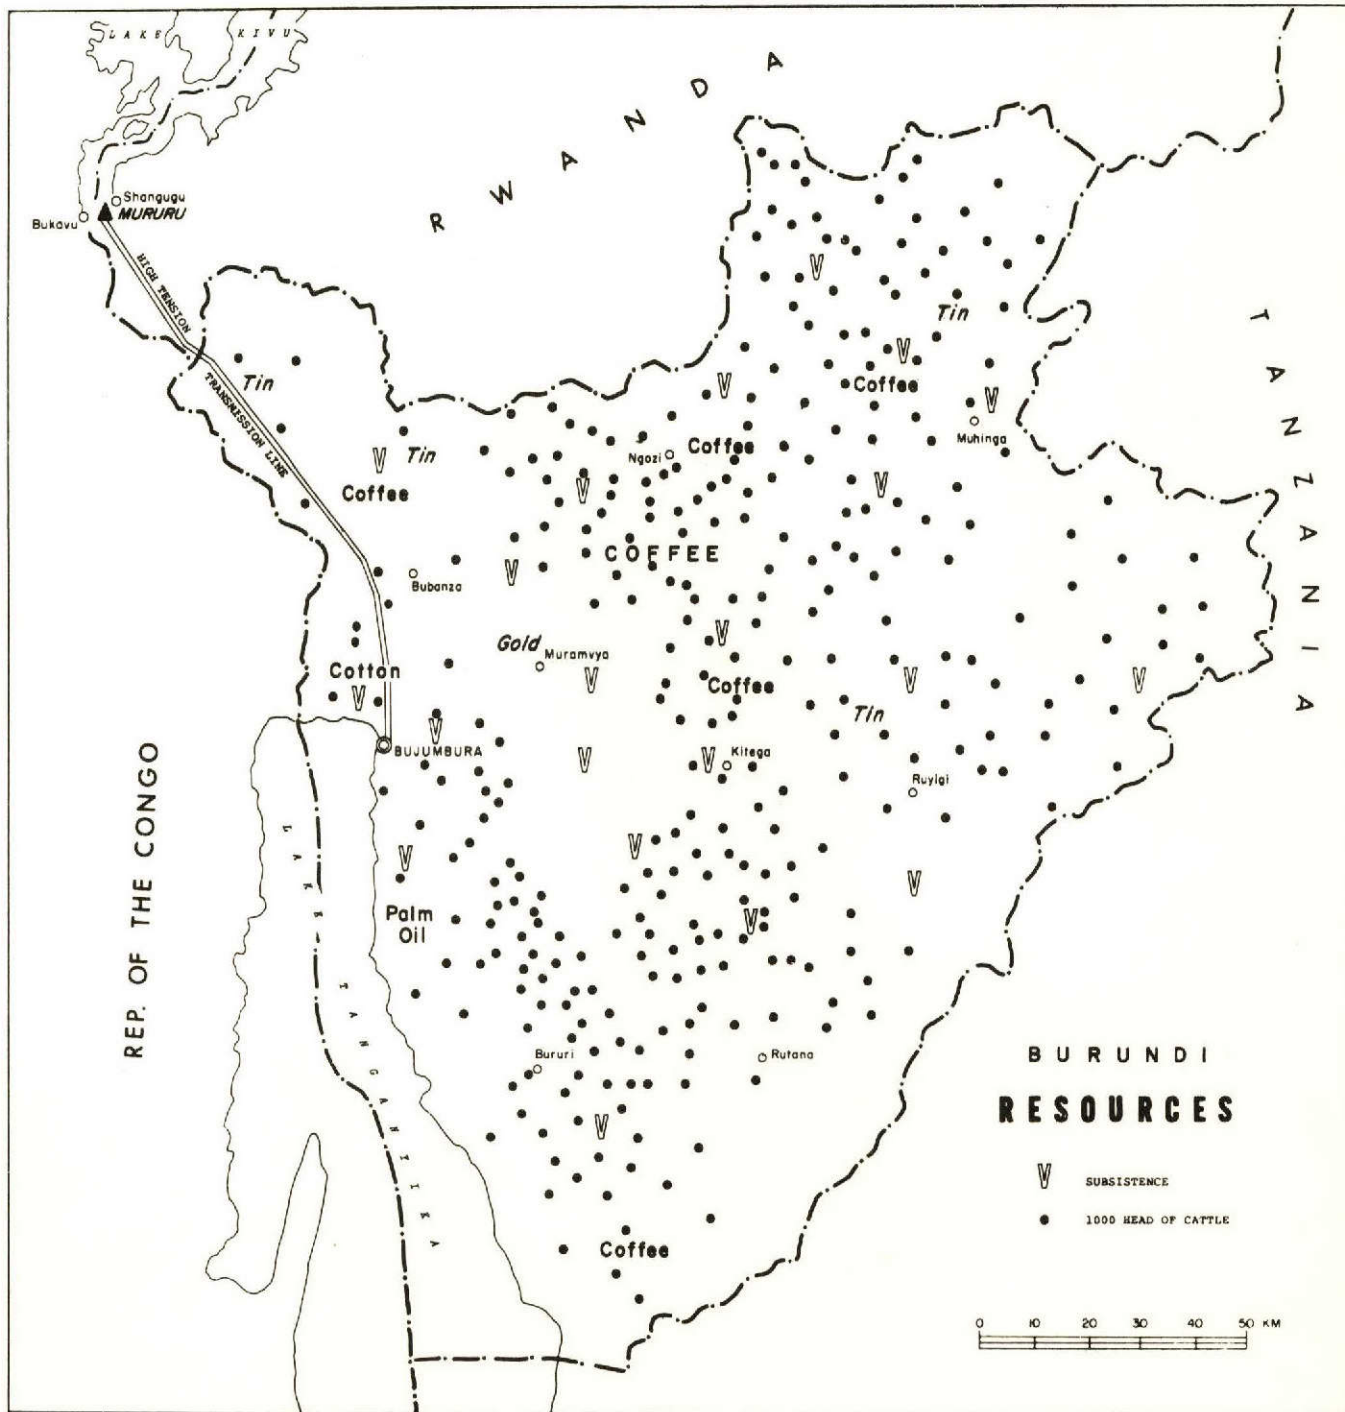 LAKE KIVU
RWANDA
Shangugu
MURURU
Bukavu
HIGH TENSION
TRANSMISSION LINE
TANZANIA
Tin
Tin
Coffee
Muhinga
Coffee
Ngozi
Tin
Coffee
COFFEE
Bubanza
Gold
Muramvya
Cotton
Coffee
Tin
BUJUMBURA
Kitega
Ruyigi
REP. OF THE CONGO
LAKE TANGANYIKA
Palm
Oil
Bururi
Rutana
Coffee
BURUNDI
RESOURCES
V SUBSISTENCE
1000 HEAD OF CATTLE
0 10 20 30 40 50 KM